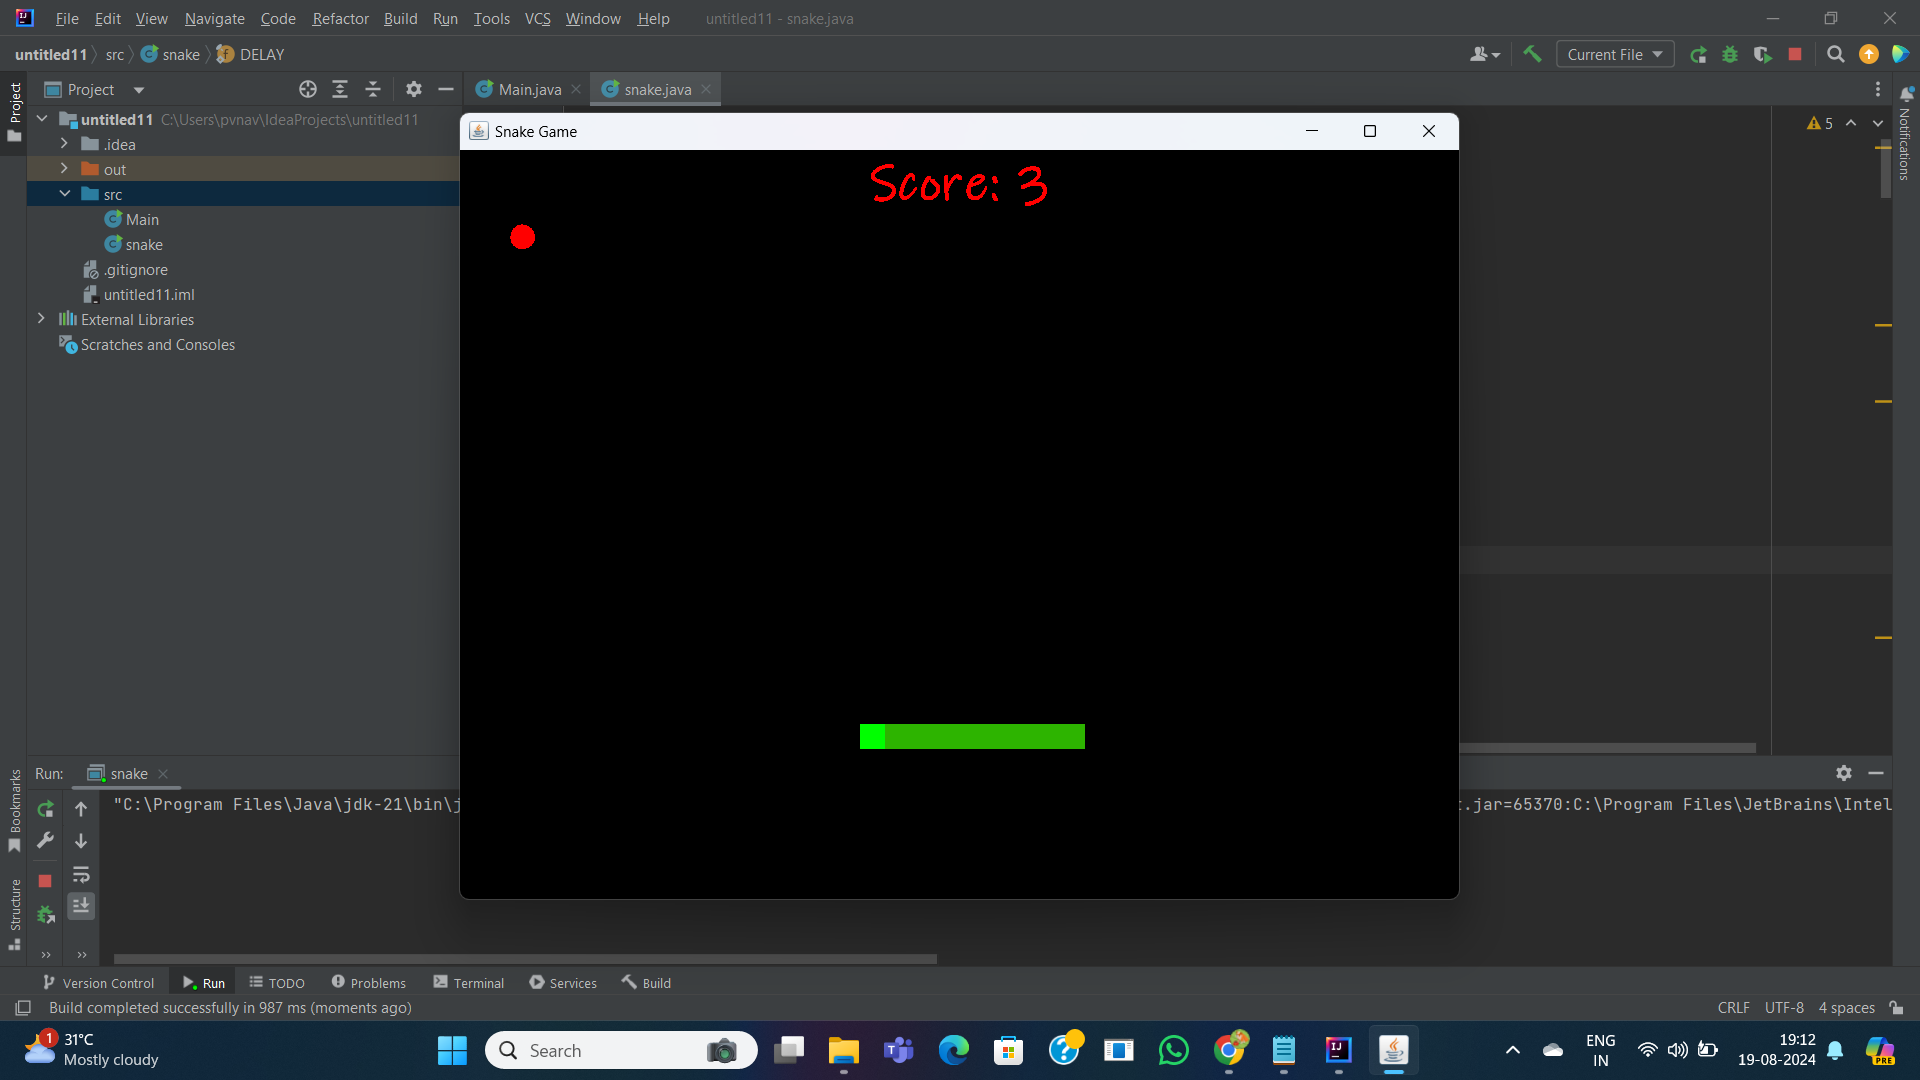 File Edit View Navigate Code Refactor Build Run Tools VCS Window Help untitled11 - snake.java
untitled11 src snake DELAY
Current File
Project
Main.java snake.java
untitled11 C:\Users\pvnav\IdeaProjects\untitled11
.idea
out
src
Main
snake
.gitignore
untitled11.iml
External Libraries
Scratches and Consoles
Project
Bookmarks
Structure
Notifications
5
Snake Game
Score: 3
Run: snake
"C:\Program Files\Java\jdk-21\bin\j
t.jar=65370:C:\Program Files\JetBrains\Intel
Version Control Run TODO Problems Terminal Services Build
Build completed successfully in 987 ms (moments ago)
CRLF UTF-8 4 spaces
1
31°C
Mostly cloudy
Search
ENG
IN
19:12
19-08-2024
PRE